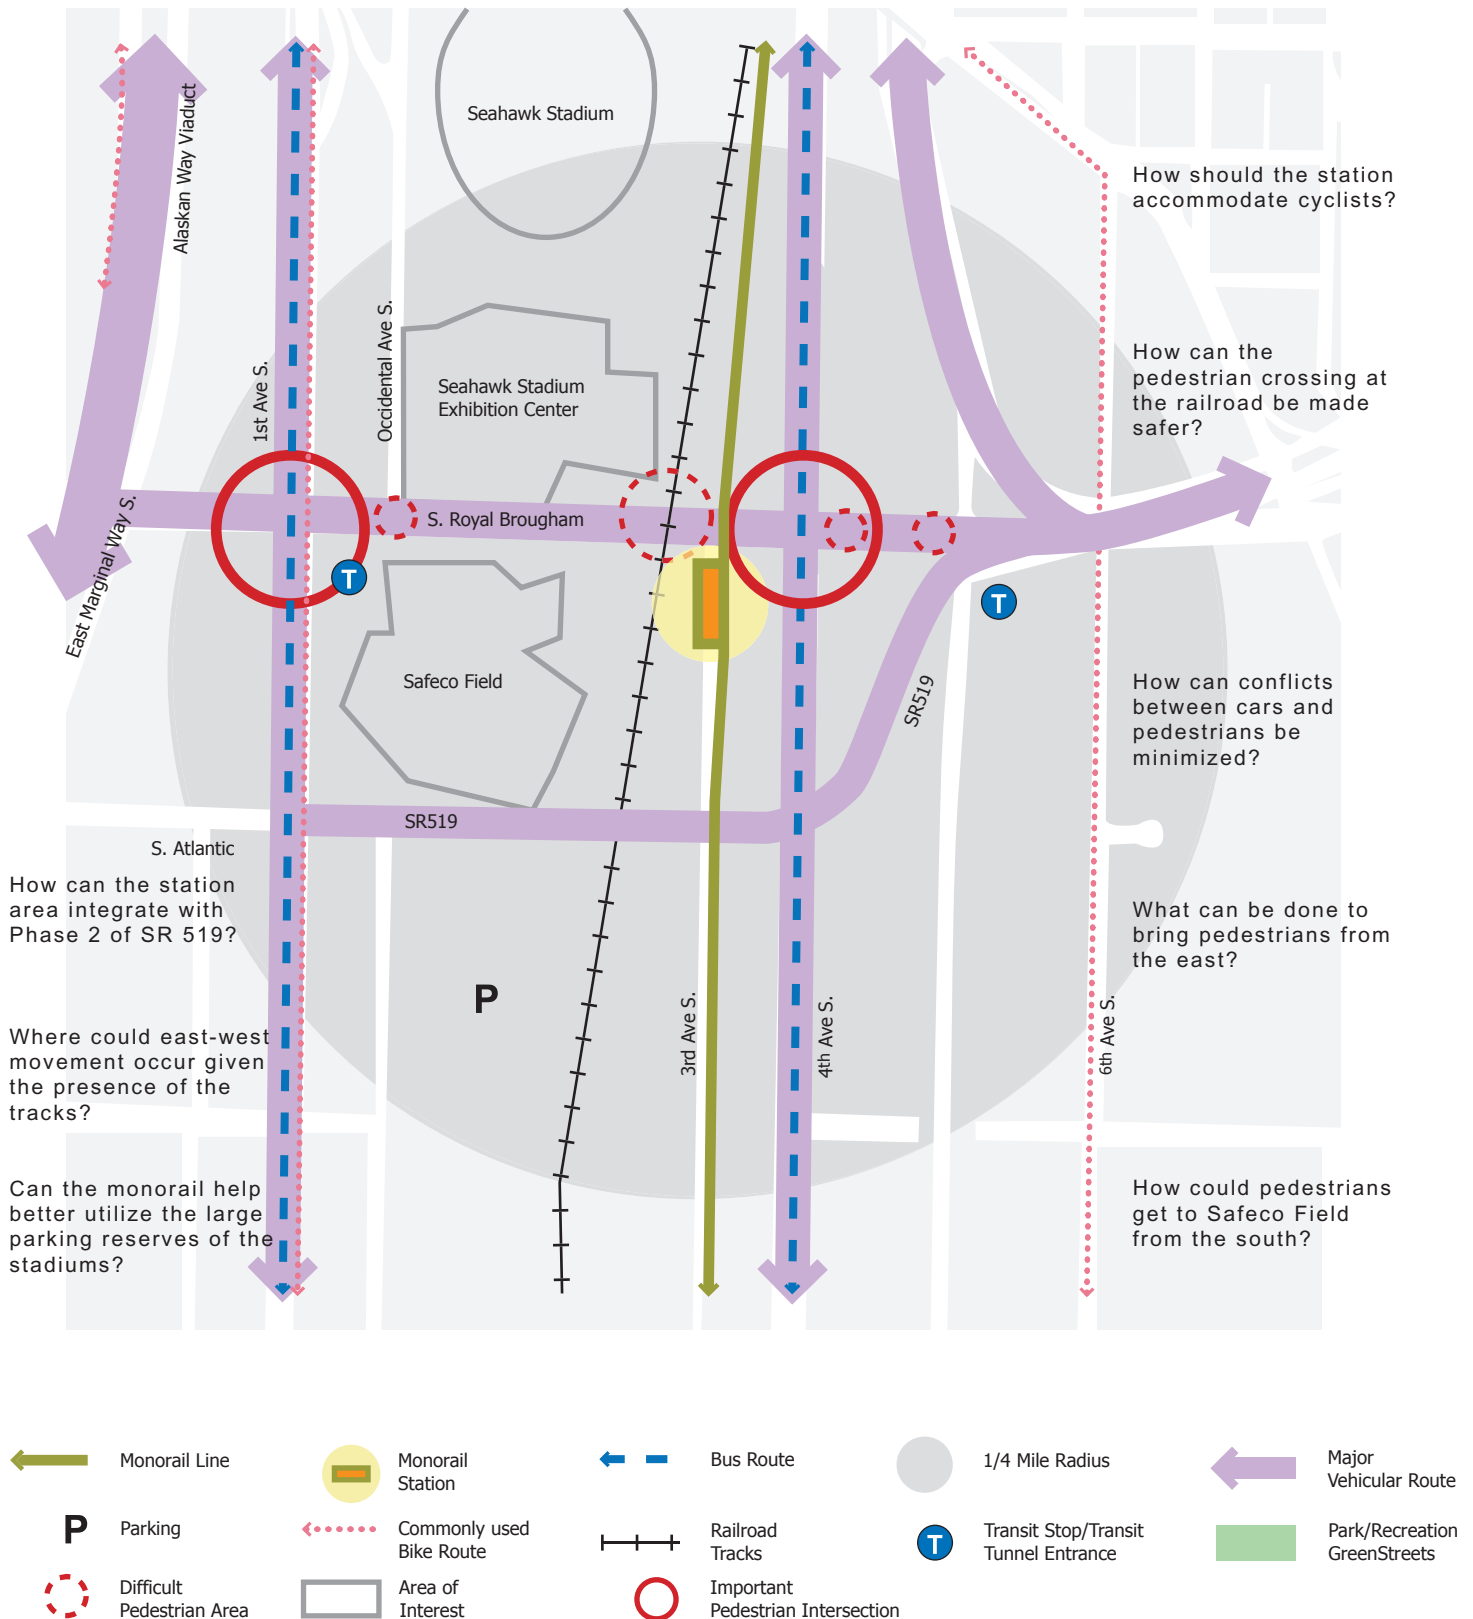 Seahawk Stadium
Alaskan Way Viaduct
How should the station
accommodate cyclists?
1st Ave S.
Occidental Ave S.
Seahawk Stadium
Exhibition Center
How can the
pedestrian crossing at
the railroad be made
safer?
S. Royal Brougham
East Marginal Way S.
T
T
Safeco Field
SR519
How can conflicts
between cars and
pedestrians be
minimized?
SR519
S. Atlantic
How can the station
area integrate with
Phase 2 of SR 519?
What can be done to
bring pedestrians from
the east?
P
3rd Ave S.
4th Ave S.
6th Ave S.
Where could east-west
movement occur given
the presence of the
tracks?
Can the monorail help
better utilize the large
parking reserves of the
stadiums?
How could pedestrians
get to Safeco Field
from the south?
Monorail Line
Monorail
Station
Bus Route
1/4 Mile Radius
Major
Vehicular Route
P
Parking
Commonly used
Bike Route
Railroad
Tracks
T
Transit Stop/Transit
Tunnel Entrance
Park/Recreation
GreenStreets
Difficult
Pedestrian Area
Area of
Interest
Important
Pedestrian Intersection